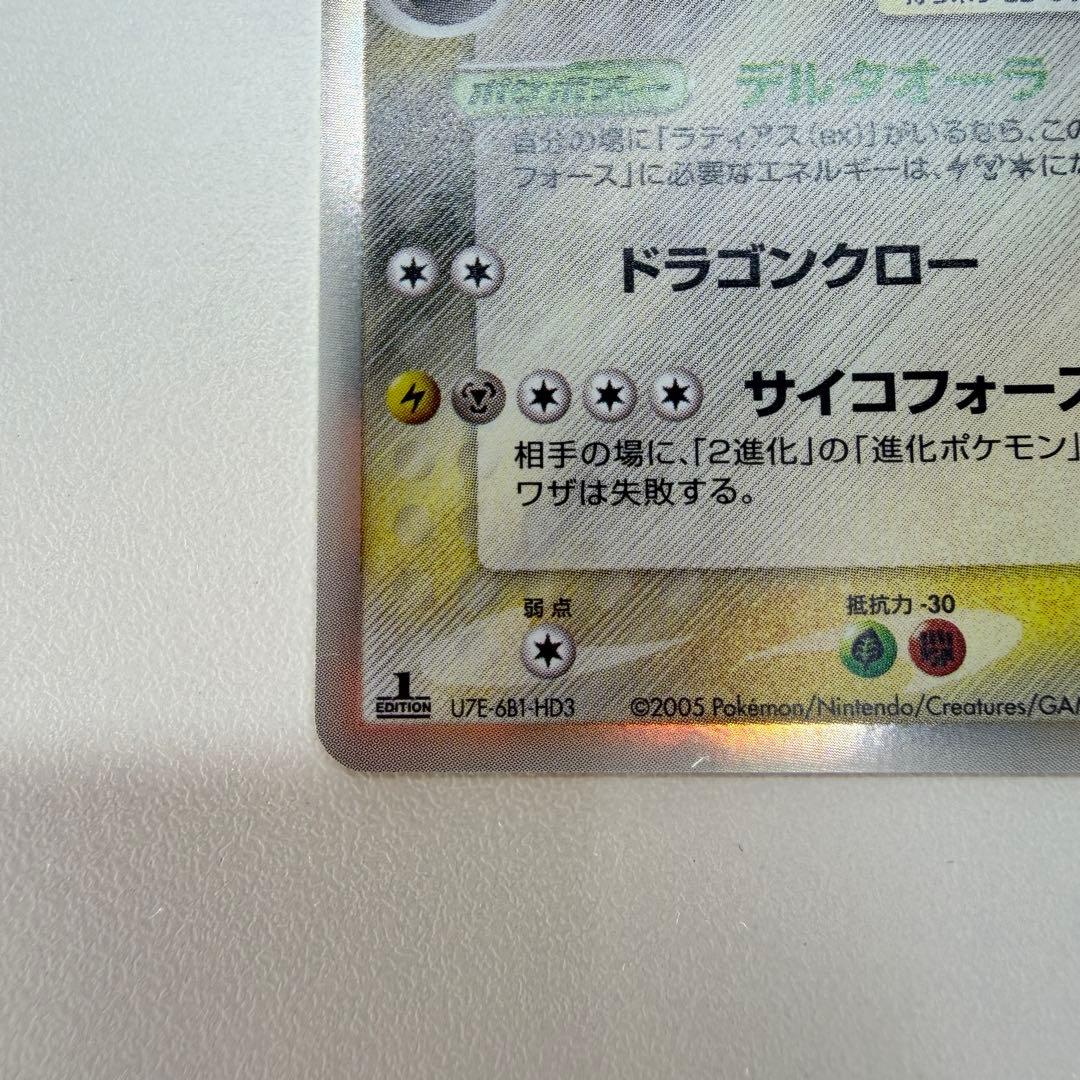 ポケボディー デルタオーラ
自分の場に「ラティアス(ex)」がいるなら、この
フォース」に必要なエネルギーは、
ドラゴンクロー
サイコフォース
相手の場に、「2進化」の「進化ポケモン」
ワザは失敗する。
弱点 抵抗力 -30
1 EDITION U7E-6B1-HD3 ©2005 Pokémon/Nintendo/Creatures/GA